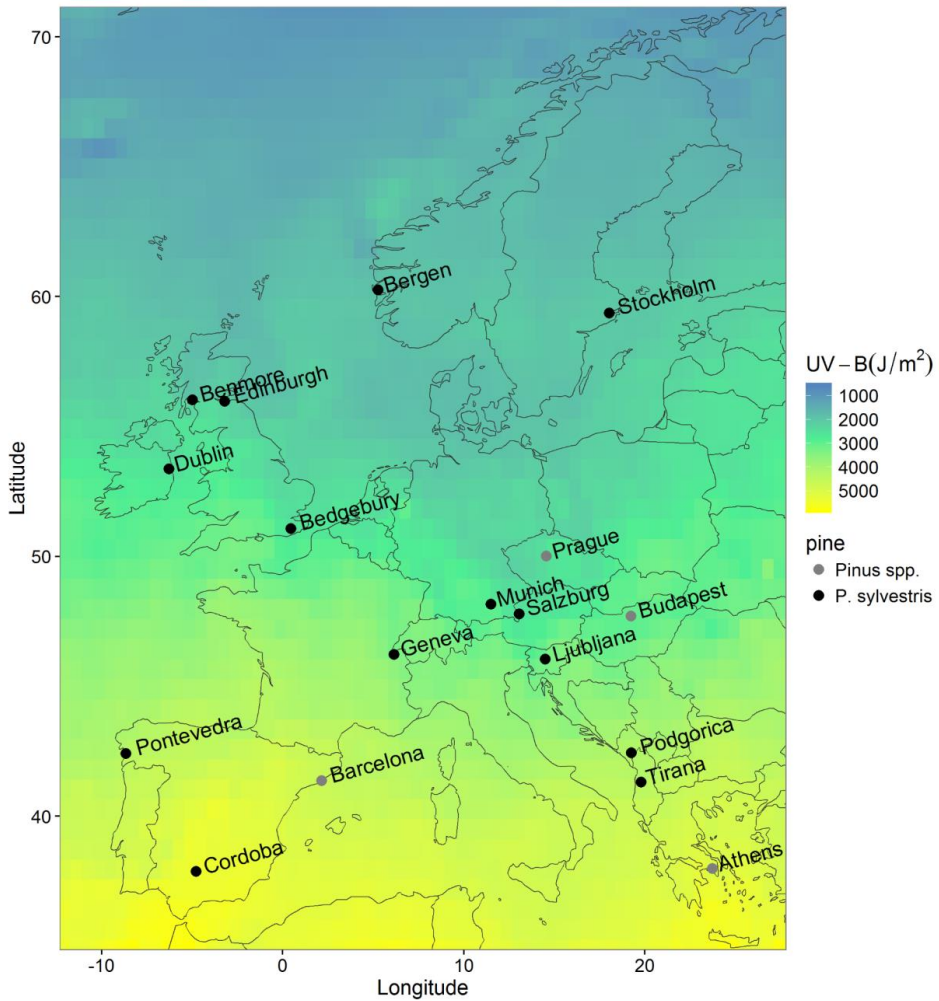 70
60
50
40
Latitude
Bergen
Stockholm
Benmore
Edinburgh
Dublin
Bedgebury
Prague
Munich
Salzburg
Budapest
Geneva
Ljubljana
Pontevedra
Podgorica
Barcelona
Tirana
Cordoba
Athens
-10 0 10 20
Longitude
UV−B(J/m²)
1000
2000
3000
4000
5000
pine
Pinus spp.
P. sylvestris